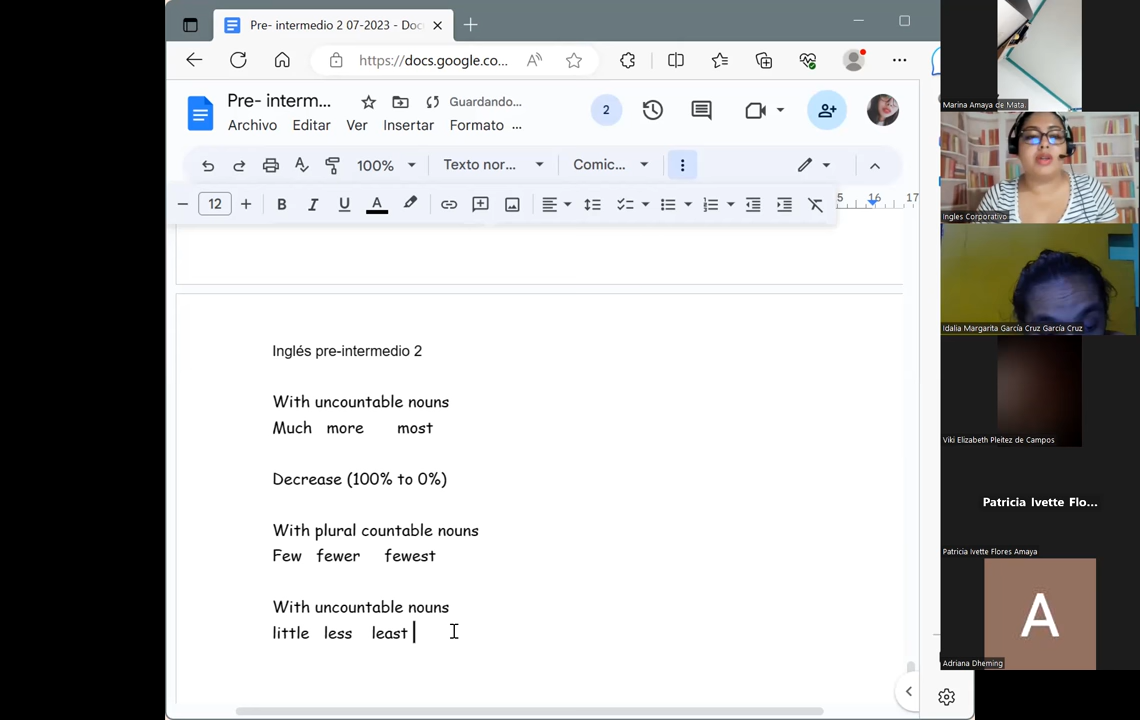 Pre- intermedio 2 07-2023 - Doc
https://docs.google.co...
Pre- interm...
Guardando...
2
Archivo Editar Ver Insertar Formato ...
100% Texto nor... Comic...
12
15 16 17
Inglés pre-intermedio 2
With uncountable nouns
Much more most
Decrease (100% to 0%)
With plural countable nouns
Few fewer fewest
With uncountable nouns
little less least
Marina Amaya de Mata.
Ingles Corporativo
Idalia Margarita García Cruz García Cruz
Viki Elizabeth Pleitez de Campos
Patricia Ivette Flo...
Patricia Ivette Flores Amaya
A
Adriana Dheming